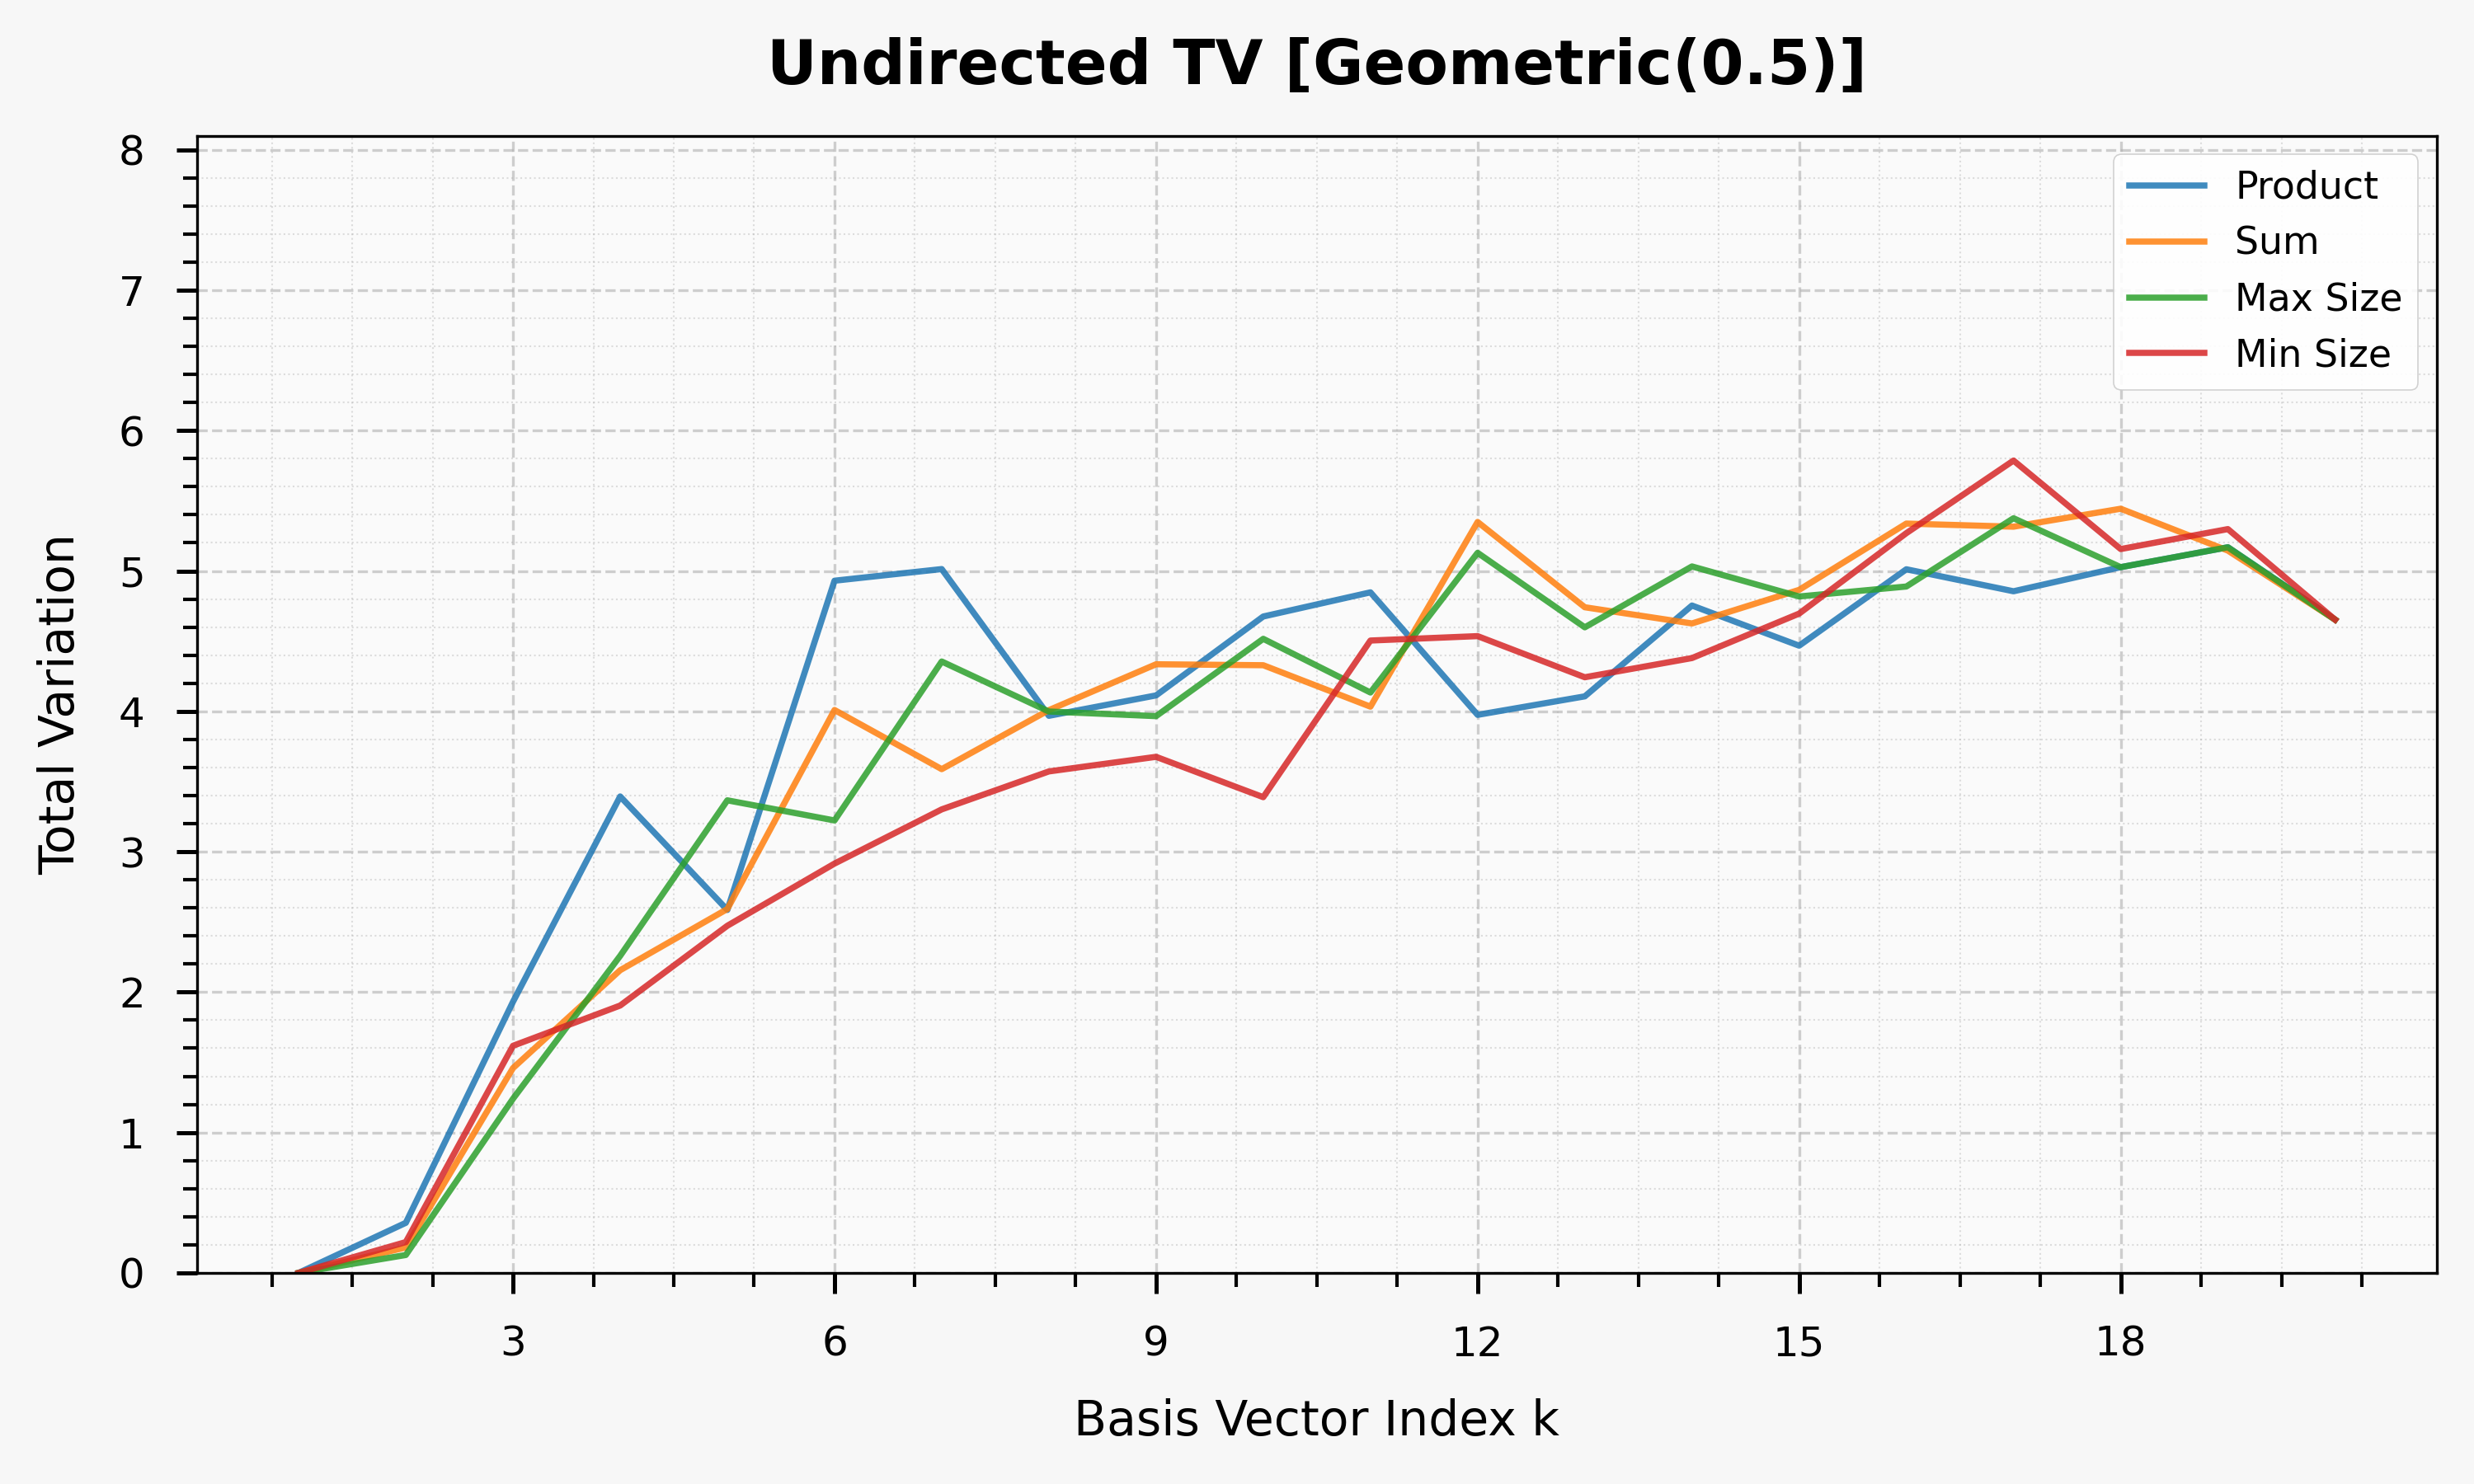 Undirected TV [Geometric(0.5)]
8
7
6
5
4
3
2
1
0
Total Variation
Product
Sum
Max Size
Min Size
3 6 9 12 15 18
Basis Vector Index k